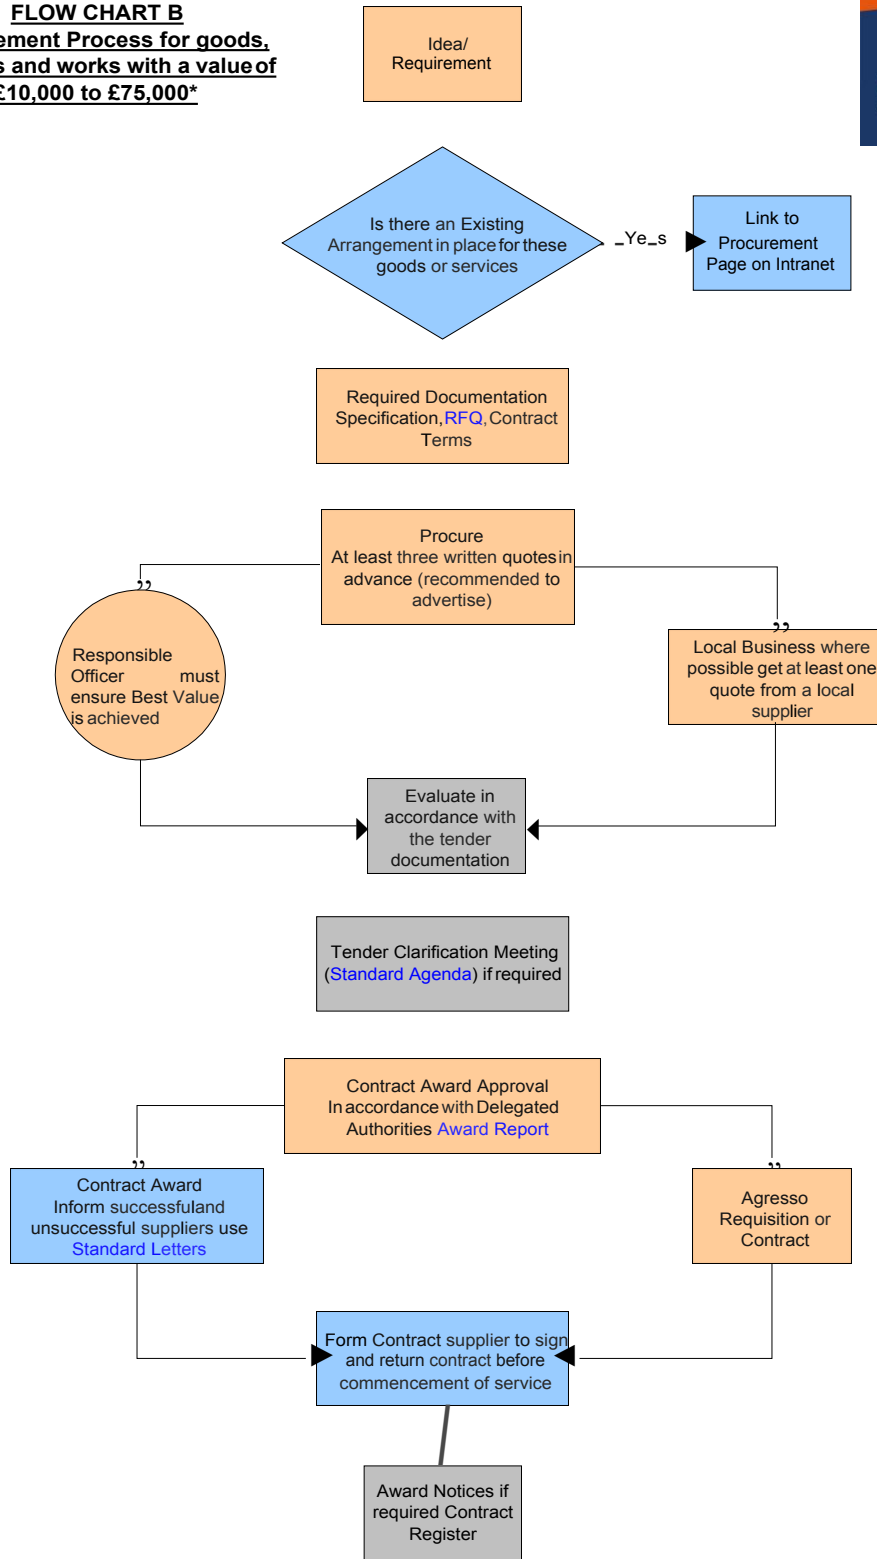 FLOW CHART B
ement Process for goods,
s and works with a value of
£10,000 to £75,000*
Idea/
Requirement
Is there an Existing
Arrangement in place for these
goods or services
Yes
Link to
Procurement
Page on Intranet
Required Documentation
Specification, RFQ, Contract
Terms
Procure
At least three written quotes in
advance (recommended to
advertise)
Responsible
Officer must
ensure Best Value
is achieved
Local Business where
possible get at least one
quote from a local
supplier
Evaluate in
accordance with
the tender
documentation
Tender Clarification Meeting
(Standard Agenda) if required
Contract Award Approval
In accordance with Delegated
Authorities Award Report
Contract Award
Inform successful and
unsuccessful suppliers use
Standard Letters
Agresso
Requisition or
Contract
Form Contract supplier to sign
and return contract before
commencement of service
Award Notices if
required Contract
Register